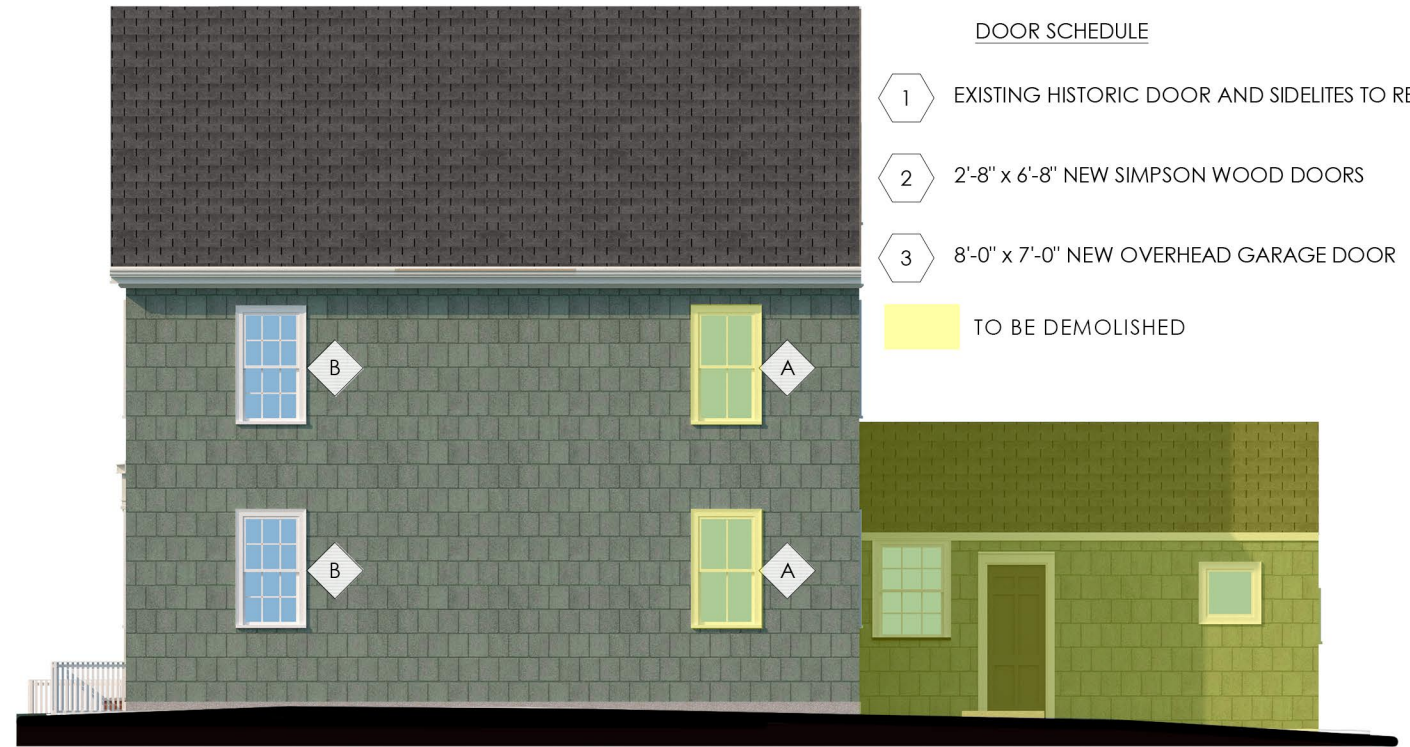 DOOR SCHEDULE
1 EXISTING HISTORIC DOOR AND SIDELITES TO
2 2'-8" x 6'-8" NEW SIMPSON WOOD DOORS
3 8'-0" x 7'-0" NEW OVERHEAD GARAGE DOOR
TO BE DEMOLISHED
B
A
B
A